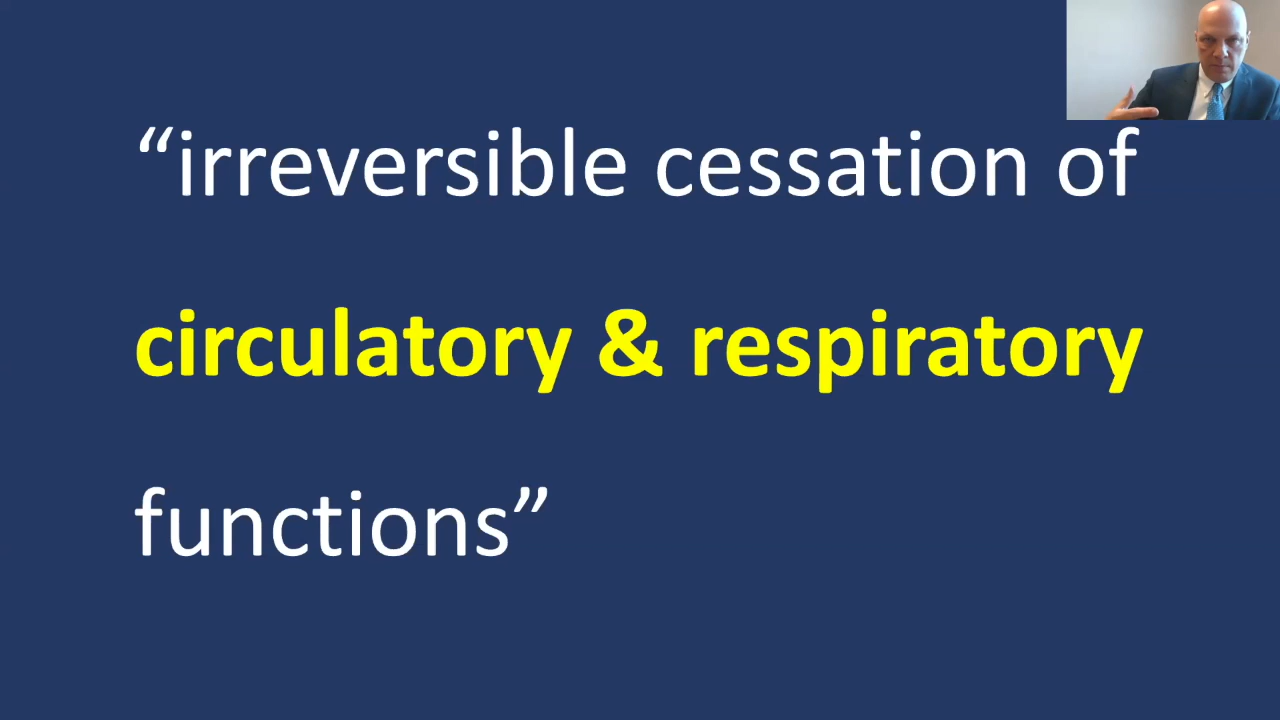 “irreversible cessation of
circulatory & respiratory
functions”